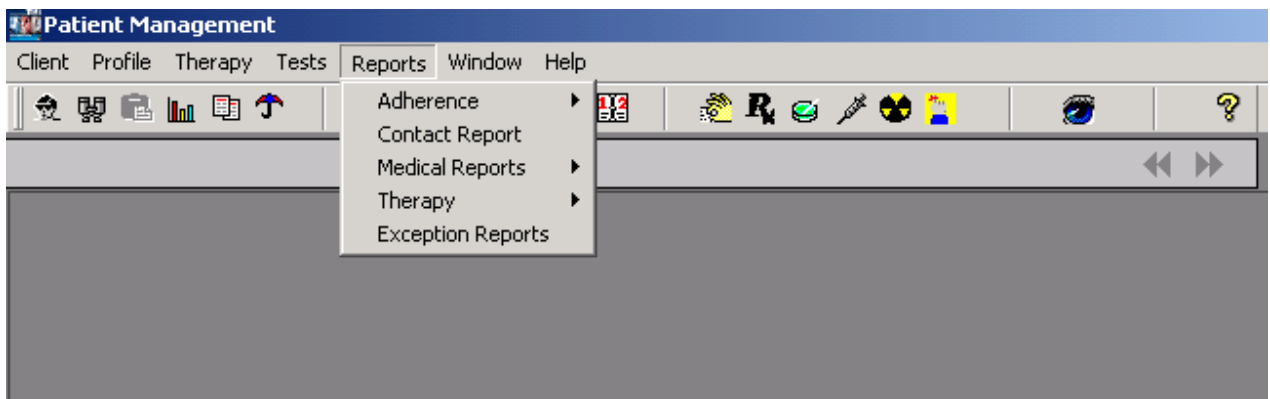 Patient Management
Client Profile Therapy Tests Reports Window Help
Adherence
Contact Report
Medical Reports
Therapy
Exception Reports